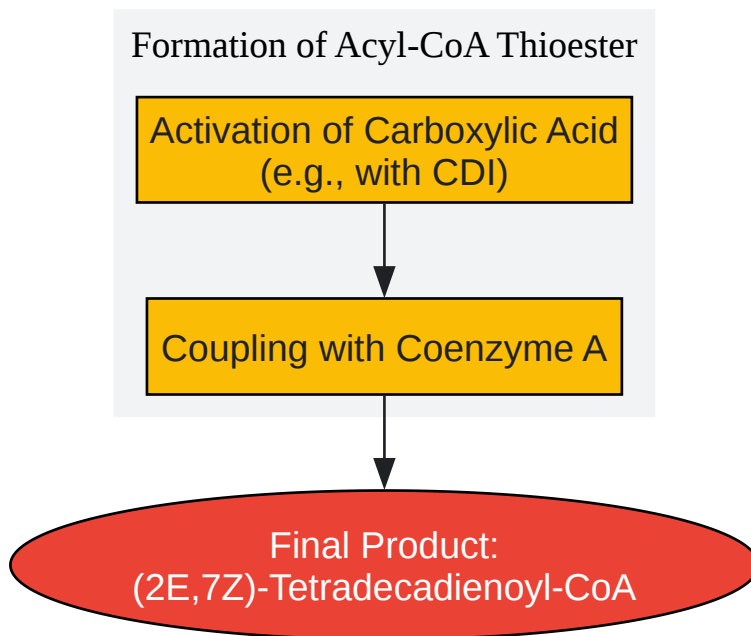 Formation of Acyl-CoA Thioester
Activation of Carboxylic Acid
(e.g., with CDI)
Coupling with Coenzyme A
Final Product:
(2E,7Z)-Tetradecadienoyl-CoA